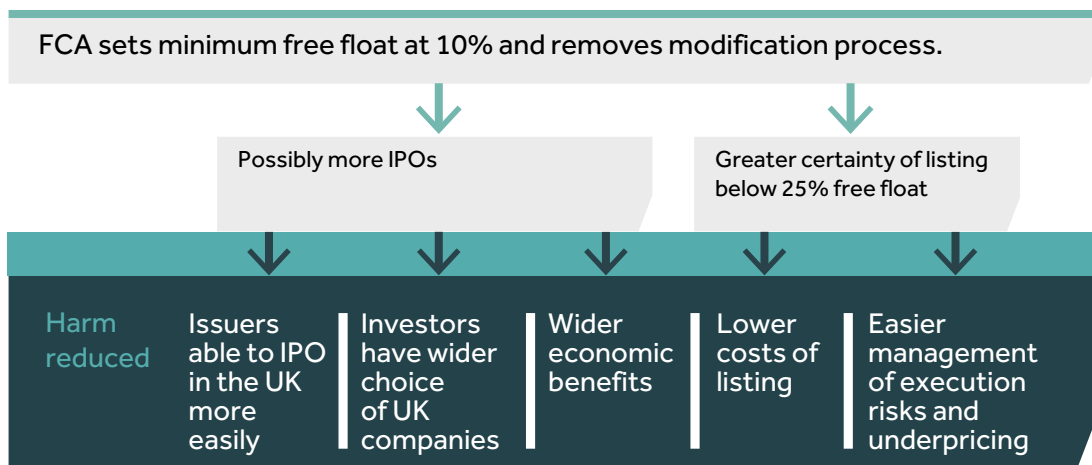 FCA sets minimum free float at 10% and removes modification process.
Possibly more IPOs
Greater certainty of listing
below 25% free float
Harm
reduced
Issuers
able to IPO
in the UK
more
easily
Investors
have wider
choice
of UK
companies
Wider
economic
benefits
Lower
costs of
listing
Easier
management
of execution
risks and
underpricing